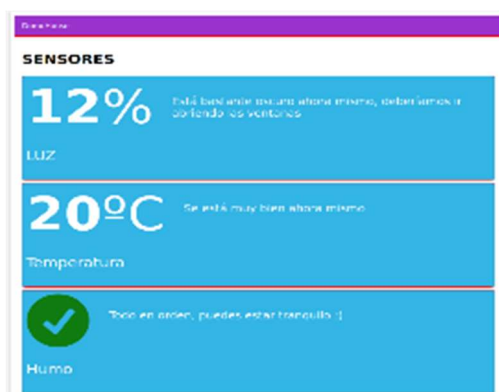 SENSORES
12%
Está bastante oscuro ahora mismo, deberíamos ir
abriendo las ventanas
LUZ
20ºC
Se está muy bien ahora mismo
Temperatura
Todo en orden, puedes estar tranquilo :)
Humo